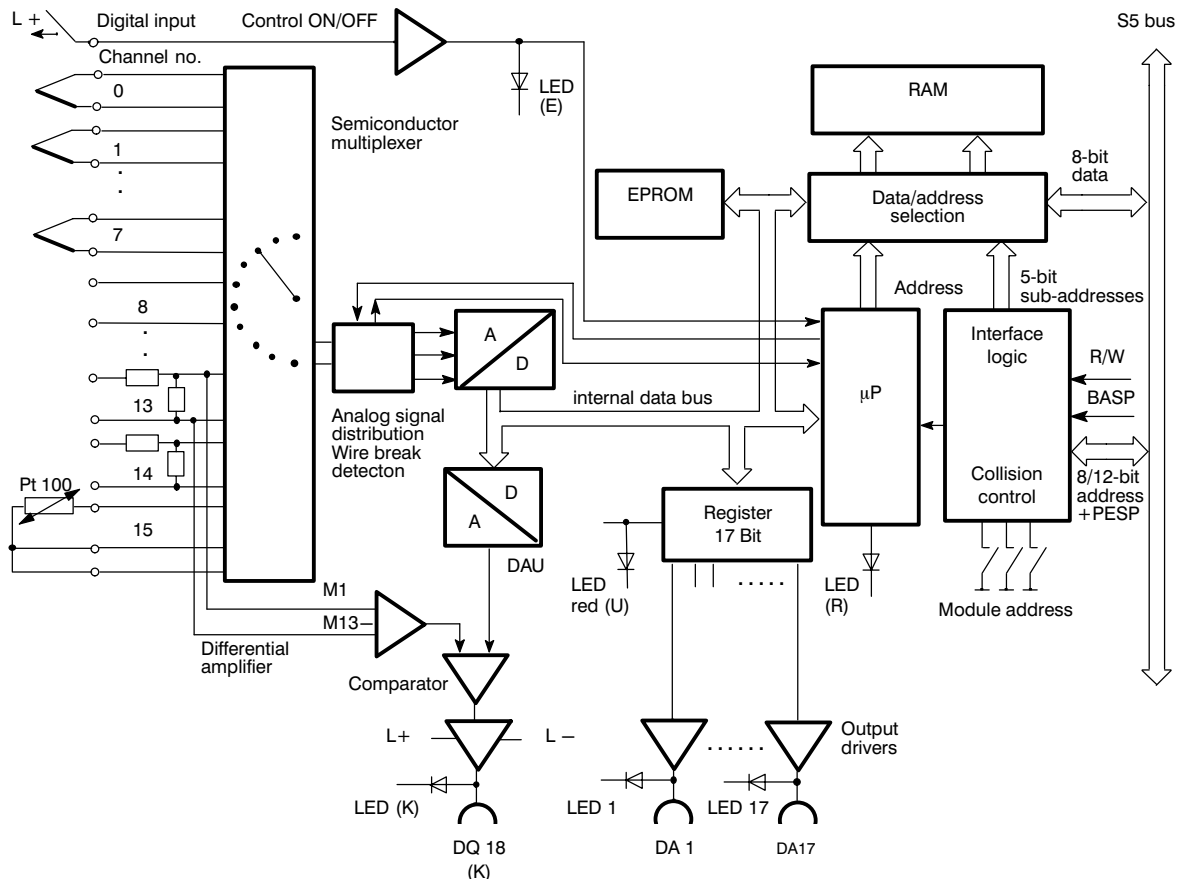 L +
Digital input
Control ON/OFF
S5 bus
Channel no.
0
LED
(E)
RAM
Semiconductor
multiplexer
1
.
.
8-bit
data
EPROM
Data/address
selection
7
Address
5-bit
sub-addresses
8
.
.
A
D
Interface
logic
R/W
μP
BASP
internal data bus
13
Analog signal
distribution
Wire break
detecton
14
Collision
control
8/12-bit
address
+PESP
Pt 100
D
A
Register
17 Bit
15
DAU
LED
red (U)
.....
LED
(R)
Module address
M1
M13−
Differential
amplifier
Comparator
L+
L −
......
Output
drivers
LED (K)
LED 1
LED 17
DQ 18
(K)
DA 1
DA17